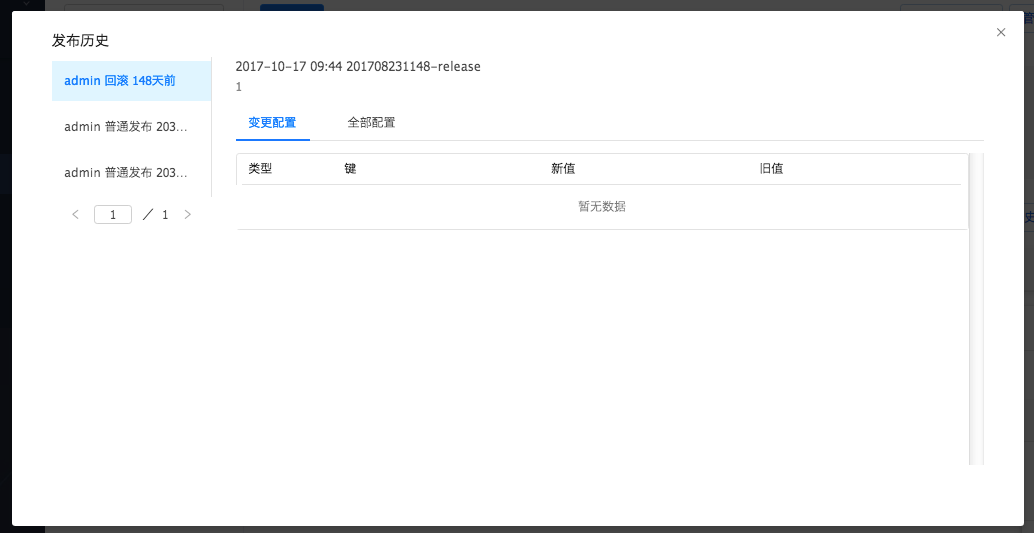 发布历史
admin 回滚 148天前
admin 普通发布 203...
admin 普通发布 203...
1 / 1
2017-10-17 09:44 201708231148-release
1
变更配置 全部配置
类型 键 新值 旧值
暂无数据